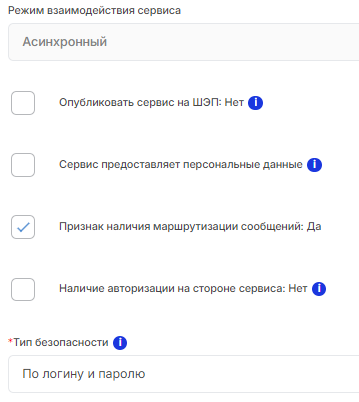 Режим взаимодействия сервиса
Асинхронный
Опубликовать сервис на ШЭП: Нет i
Сервис предоставляет персональные данные i
Признак наличия маршрутизации сообщений: Да
Наличие авторизации на стороне сервиса: Нет i
*Тип безопасности i
По логину и паролю